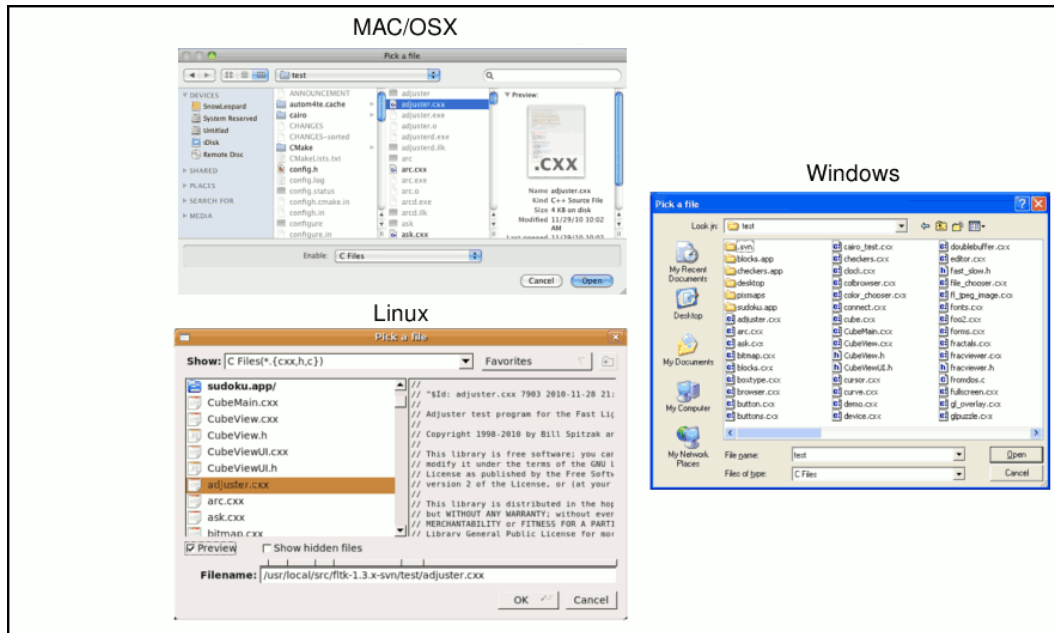 MAC/OSX
Pick a file
test
DEVICES
SnowLeopard
System Reserved
Untitled
iDisk
Remote Disc
SHARED
PLACES
SEARCH FOR
MEDIA
ANNOUNCEMENT
autom4te.cache
cairo
CHANGES
CHANGES-sorted
CMake
CMakeLists.txt
config.h
config.log
config.status
configh.cmake.in
configh.in
configure
configure.in
adjuster
adjuster.cxx
adjuster.exe
adjuster.o
adjusterd.exe
adjusterd.ilk
arc
arc.cxx
arc.exe
arc.o
arcd.exe
arcd.ilk
ask
ask.cxx
Preview:
.CXX
Name adjuster.cxx
Kind C++ Source File
Size 4 KB on disk
Modified 11/29/10 10:02
AM
Last opened 11/29/10 10:02
Enable: C Files
Cancel Open
Linux
Pick a file
Show: C Files(*.{cxx,h,c}) Favorites
sudoku.app/
CubeMain.cxx
CubeView.cxx
CubeView.h
CubeViewUI.cxx
CubeViewUI.h
adjuster.cxx
arc.cxx
ask.cxx
bitmap.cxx
//
// "$Id: adjuster.cxx 7903 2010-11-28 21:
//
// Adjuster test program for the Fast Lig
//
// Copyright 1998-2010 by Bill Spitzak an
//
// This library is free software; you can
// modify it under the terms of the GNU L
// License as published by the Free Softw
// version 2 of the License, or (at your
//
// This library is distributed in the hop
// but WITHOUT ANY WARRANTY; without even
// MERCHANTABILITY or FITNESS FOR A PARTI
// Library General Public License for mor
Preview Show hidden files
Filename: /usr/local/src/fltk-1.3.x-svn/test/adjuster.cxx
OK Cancel
Windows
Pick a file
Look in: test
My Recent
Documents
Desktop
My Documents
My Computer
My Network
Places
.svn
blocks.app
checkers.app
desktop
pixmaps
sudoku.app
adjuster.cxx
arc.cxx
ask.cxx
bitmap.cxx
blocks.cxx
boxtype.cxx
browser.cxx
button.cxx
buttons.cxx
cairo_test.cxx
checkers.cxx
clock.cxx
colbrowser.cxx
color_chooser.cxx
connect.cxx
cube.cxx
CubeMain.cxx
CubeView.cxx
CubeView.h
CubeViewUI.h
cursor.cxx
curve.cxx
demo.cxx
device.cxx
doublebuffer.cxx
editor.cxx
fast_slow.h
file_chooser.cxx
fl_jpeg_image.cxx
fonts.cxx
foo2.cxx
forms.cxx
fractals.cxx
fracviewer.cxx
fracviewer.h
fromdos.c
fullscreen.cxx
gl_overlay.cxx
glpuzzle.cxx
File name: test Open
Files of type: C Files Cancel